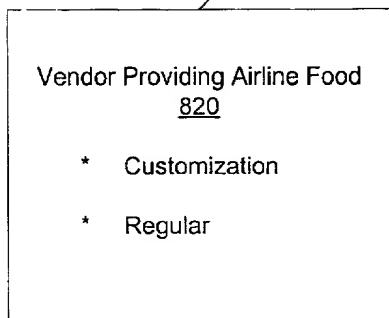 Vendor Providing Airline Food
820
* Customization
* Regular